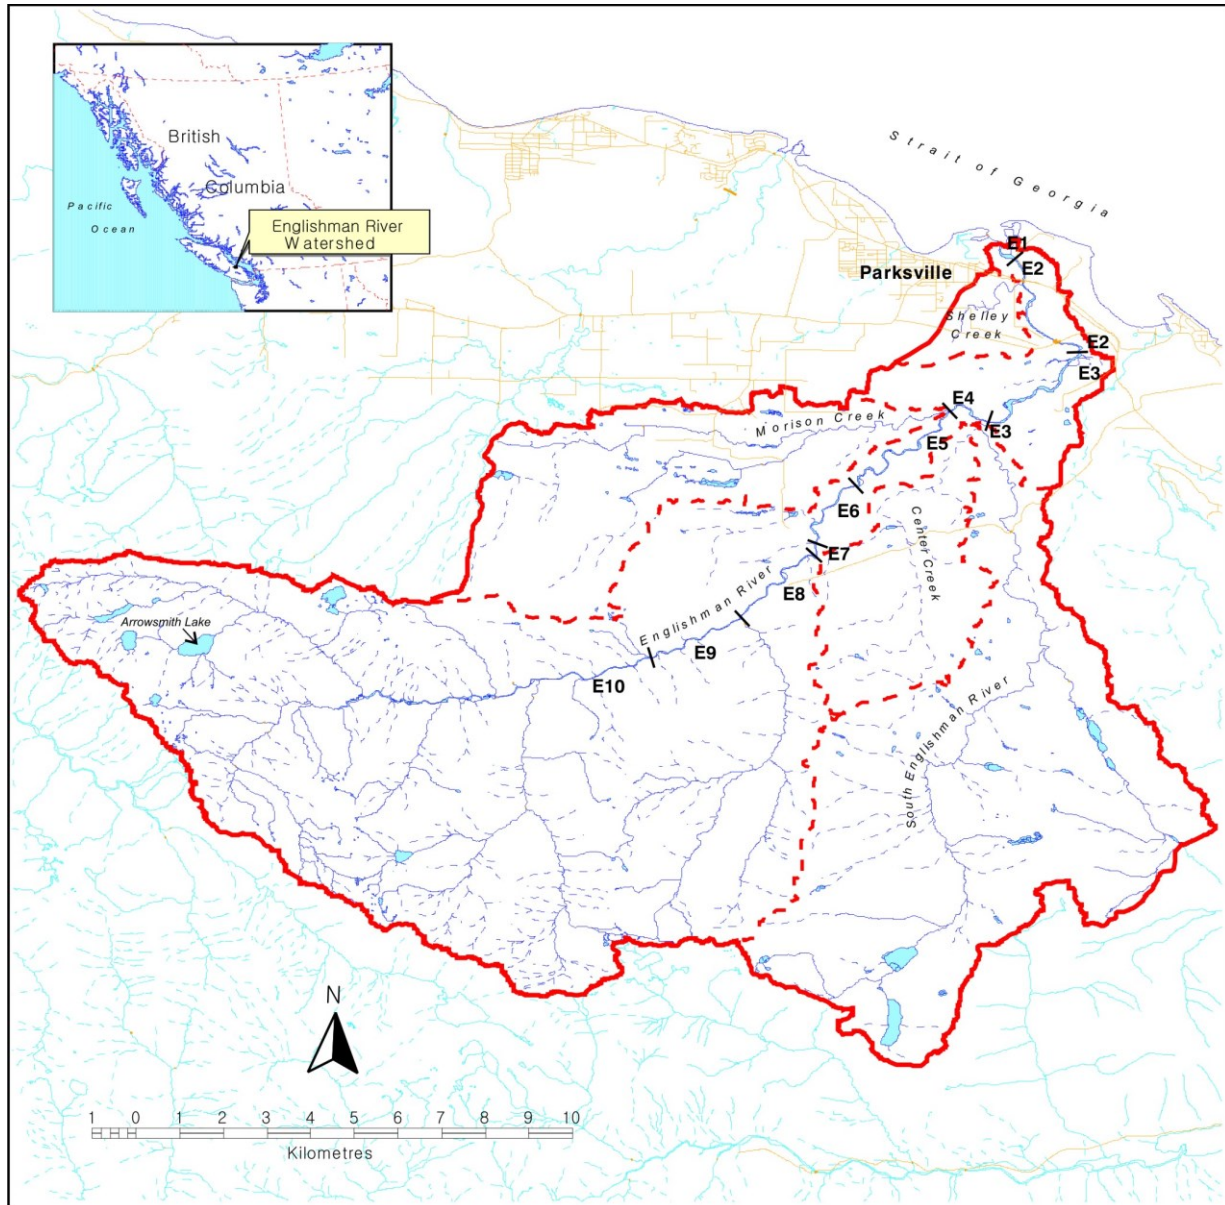 British
Columbia
Pacific
Ocean
Englishman River
Watershed
Strait of Georgia
E1
E2
Parksville
Shelley
Creek
E2
E3
E4
E3
Morison Creek
E5
E6
Center Creek
E7
E8
Englishman River
Arrowsmith Lake
E9
E10
South Englishman River
N
1 0 1 2 3 4 5 6 7 8 9 10
Kilometres